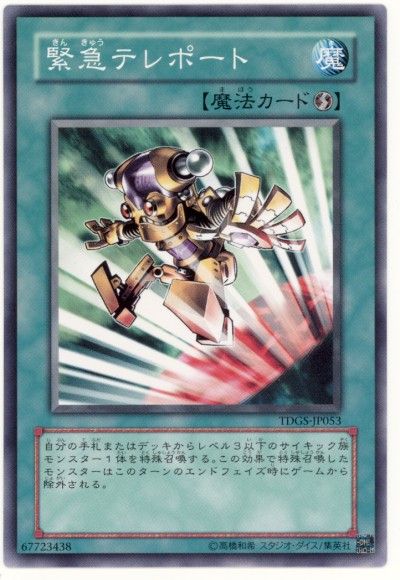 緊急テレポート
魔
【魔法カード】
TDGS-JP053
自分の手札またはデッキからレベル3以下のサイキック族
モンスター1体を特殊召喚する。この効果で特殊召喚した
モンスターはこのターンのエンドフェイズ時にゲームから
除外される。
67723438
©高橋和希 スタジオ・ダイス/集英社